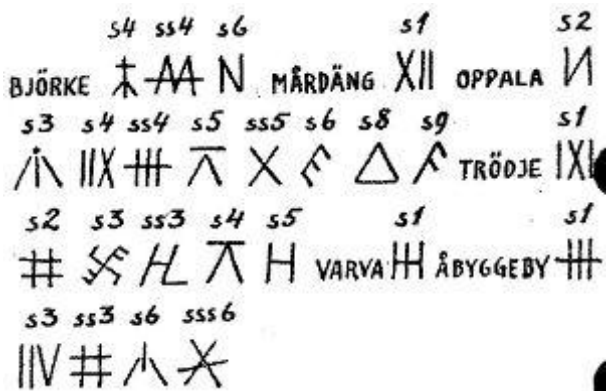 s4 ss4 s6 s1 s2
BJÖRKE MÅRDÄNG OPPALA
s3 s4 ss4 s5 ss5 s6 s8 s9 s1
TRÖDJE
s2 s3 ss3 s4 s5 s1 s1
VARVA ÅBYGGEBY
s3 ss3 s6 sss6